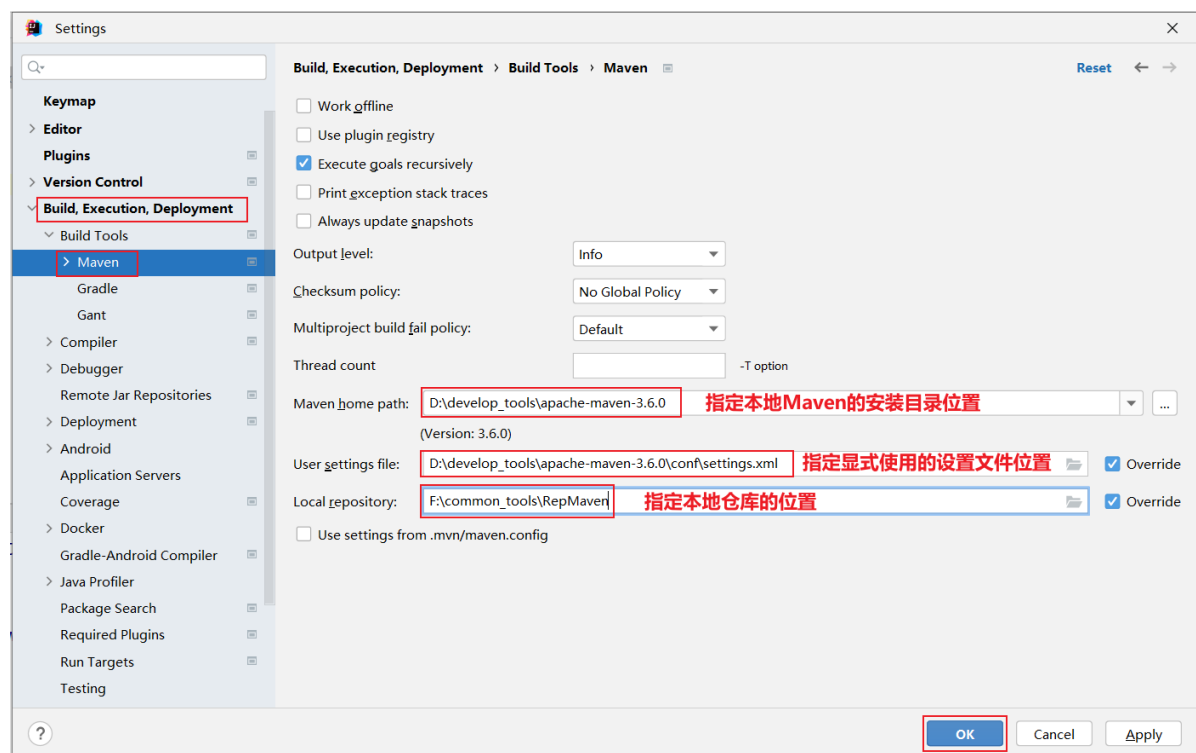 Settings
Build, Execution, Deployment › Build Tools › Maven
Reset
Keymap
Editor
Plugins
Version Control
Build, Execution, Deployment
Build Tools
Maven
Gradle
Gant
Compiler
Debugger
Remote Jar Repositories
Deployment
Android
Application Servers
Coverage
Docker
Gradle-Android Compiler
Java Profiler
Package Search
Required Plugins
Run Targets
Testing
Work offline
Use plugin registry
Execute goals recursively
Print exception stack traces
Always update snapshots
Output level: Info
Checksum policy: No Global Policy
Multiproject build fail policy: Default
Thread count -T option
Maven home path: D:\develop_tools\apache-maven-3.6.0 指定本地Maven的安装目录位置 ...
(Version: 3.6.0)
User settings file: D:\develop_tools\apache-maven-3.6.0\conf\settings.xml 指定显式使用的设置文件位置 Override
Local repository: F:\common_tools\RepMaven 指定本地仓库的位置 Override
Use settings from .mvn/maven.config
? OK Cancel Apply